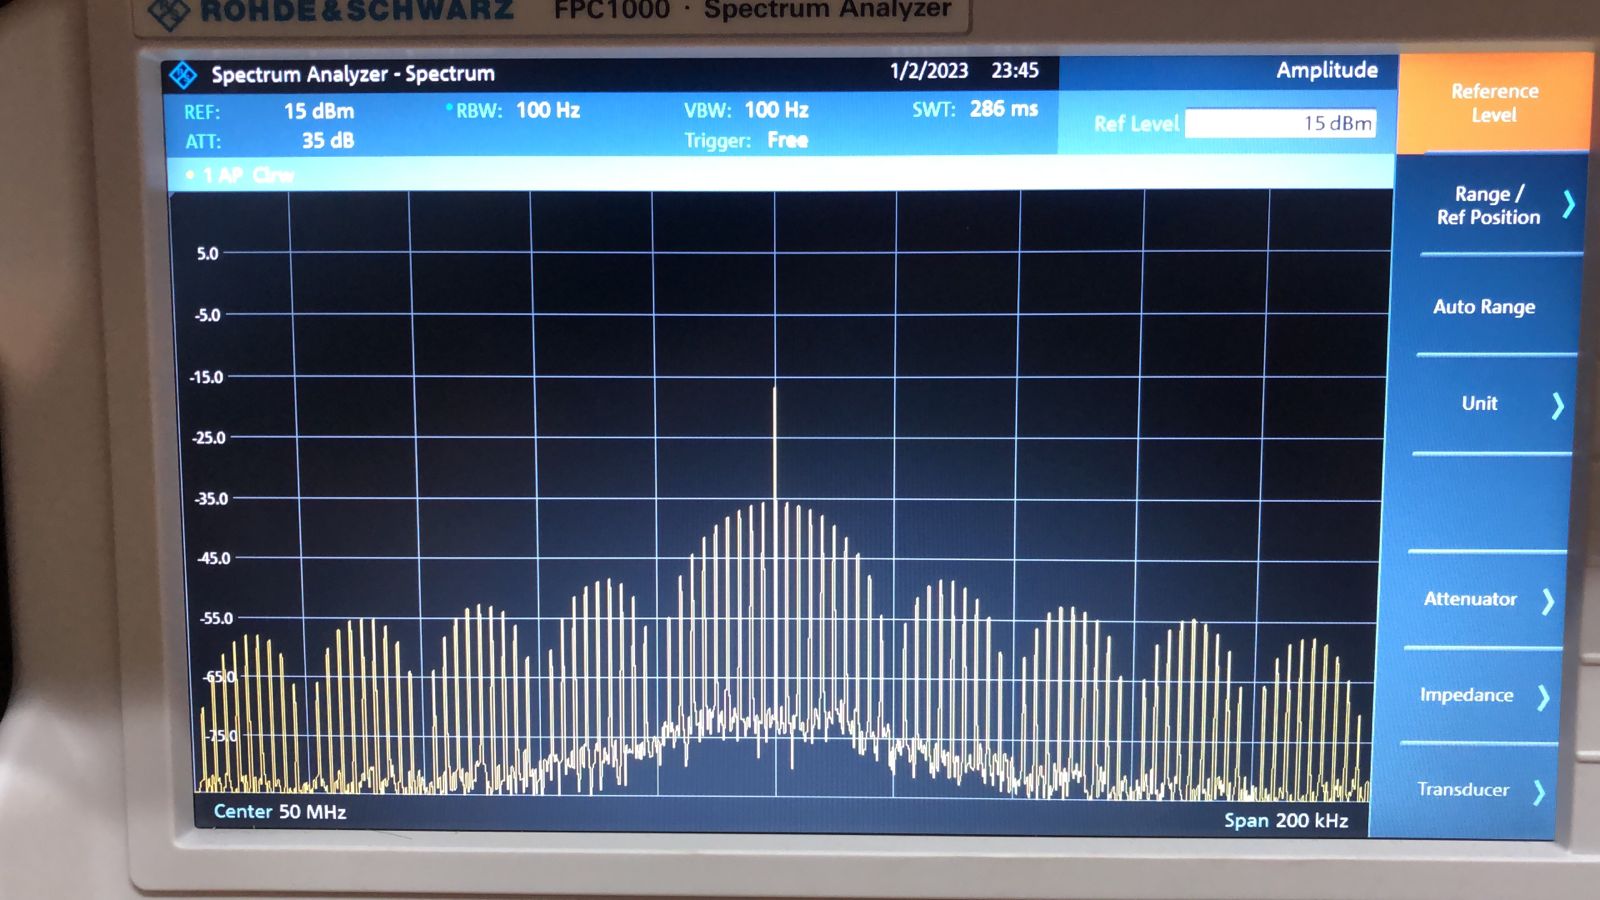 ROHDE & SCHWARZ FPC1000 · Spectrum Analyzer
Spectrum Analyzer - Spectrum 1/2/2023 23:45 Amplitude
REF: 15 dBm RBW: 100 Hz VBW: 100 Hz SWT: 286 ms
ATT: 35 dB Trigger: Free
Ref Level 15 dBm
1 AP Clrw
5.0
-5.0
-15.0
-25.0
-35.0
-45.0
-55.0
-65.0
-75.0
Center 50 MHz Span 200 kHz
Reference
Level
Range /
Ref Position
Auto Range
Unit
Attenuator
Impedance
Transducer